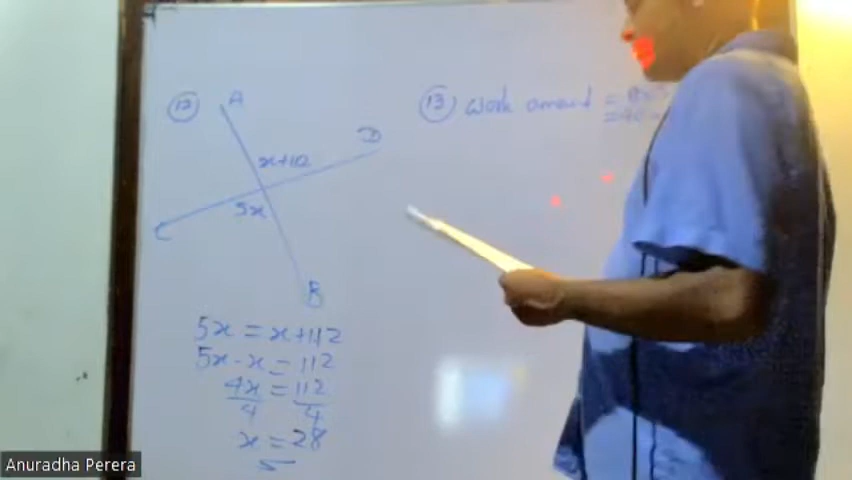 12
A
D
x+112
5x
C
B
5x = x+112
5x-x = 112
4x = 112
4 4
x = 28
13 Work amount =
Anuradha Perera